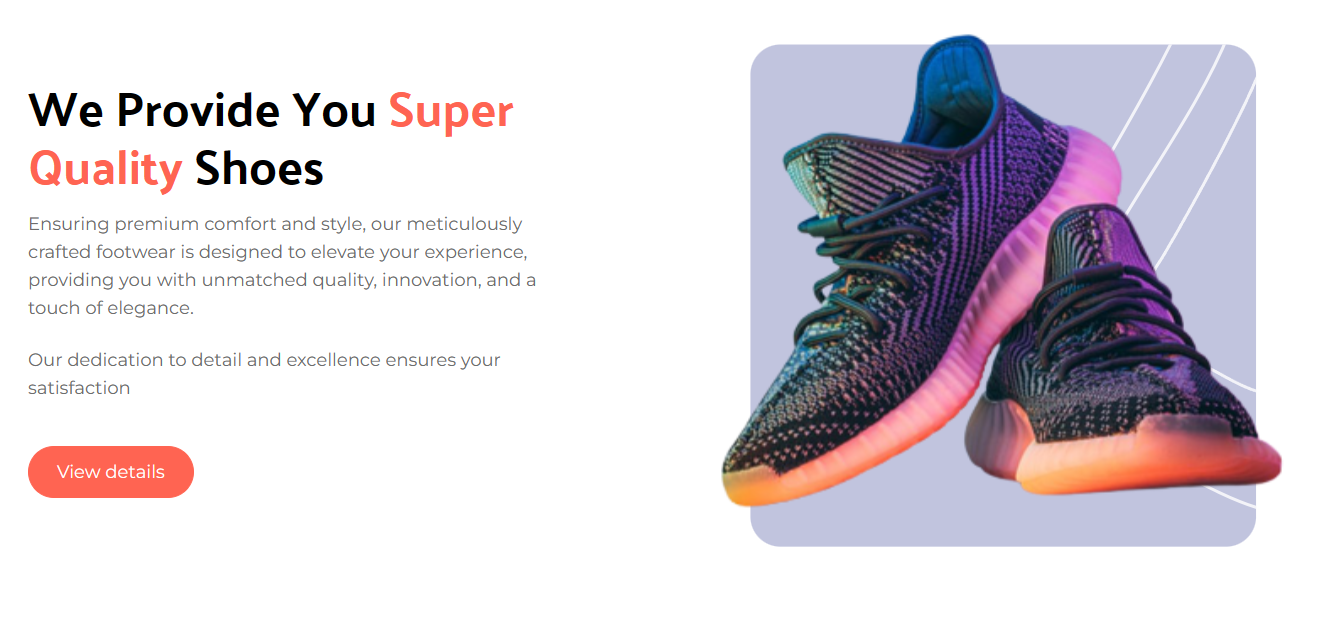 We Provide You Super
Quality Shoes
Ensuring premium comfort and style, our meticulously
crafted footwear is designed to elevate your experience,
providing you with unmatched quality, innovation, and a
touch of elegance.
Our dedication to detail and excellence ensures your
satisfaction
View details